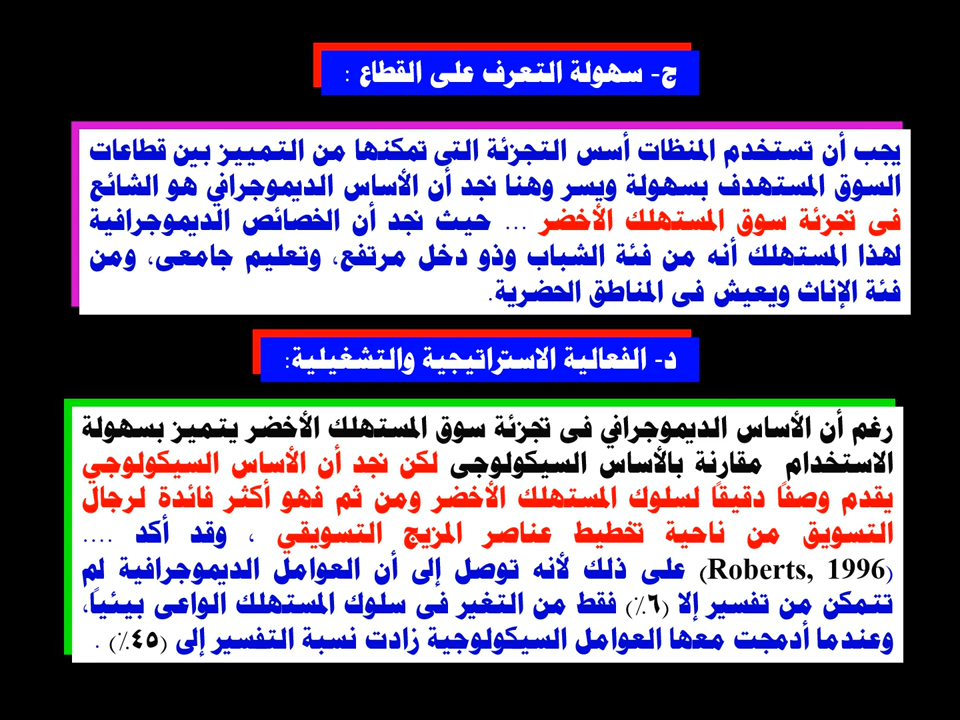 ج- سهولة التعرف على القطاع :
يجب أن تستخدم المنظات أسس التجزئة التى تمكنها من التمييز بين قطاعات
السوق المستهدف بسهولة ويسر وهنا نجد أن الأساس الديموجرافي هو الشائع
فى تجزئة سوق المستهلك الأخضر ... حيث نجد أن الخصائص الديموجرافية
لهذا المستهلك أنه من فئة الشباب وذو دخل مرتفع، وتعليم جامعى، ومن
فئة الإناث ويعيش فى المناطق الحضرية.
د- الفعالية الاستراتيجية والتشغيلية:
رغم أن الأساس الديموجرافي فى تجزئة سوق المستهلك الأخضر يتميز بسهولة
الاستخدام مقارنة بالأساس السيكولوجى لكن نجد أن الأساس السيكولوجي
يقدم وصفًا دقيقًا لسلوك المستهلك الأخضر ومن ثم فهو أكثر فائدة لرجال
التسويق من ناحية تخطيط عناصر المزيج التسويقي ، وقد أكد ....
(Roberts, 1996) على ذلك لأنه توصل إلى أن العوامل الديموجرافية لم
تتمكن من تفسير إلا (٦٪) فقط من التغير فى سلوك المستهلك الواعى بيئياً،
وعندما أدمجت معها العوامل السيكولوجية زادت نسبة التفسير إلى (٤٥٪) .